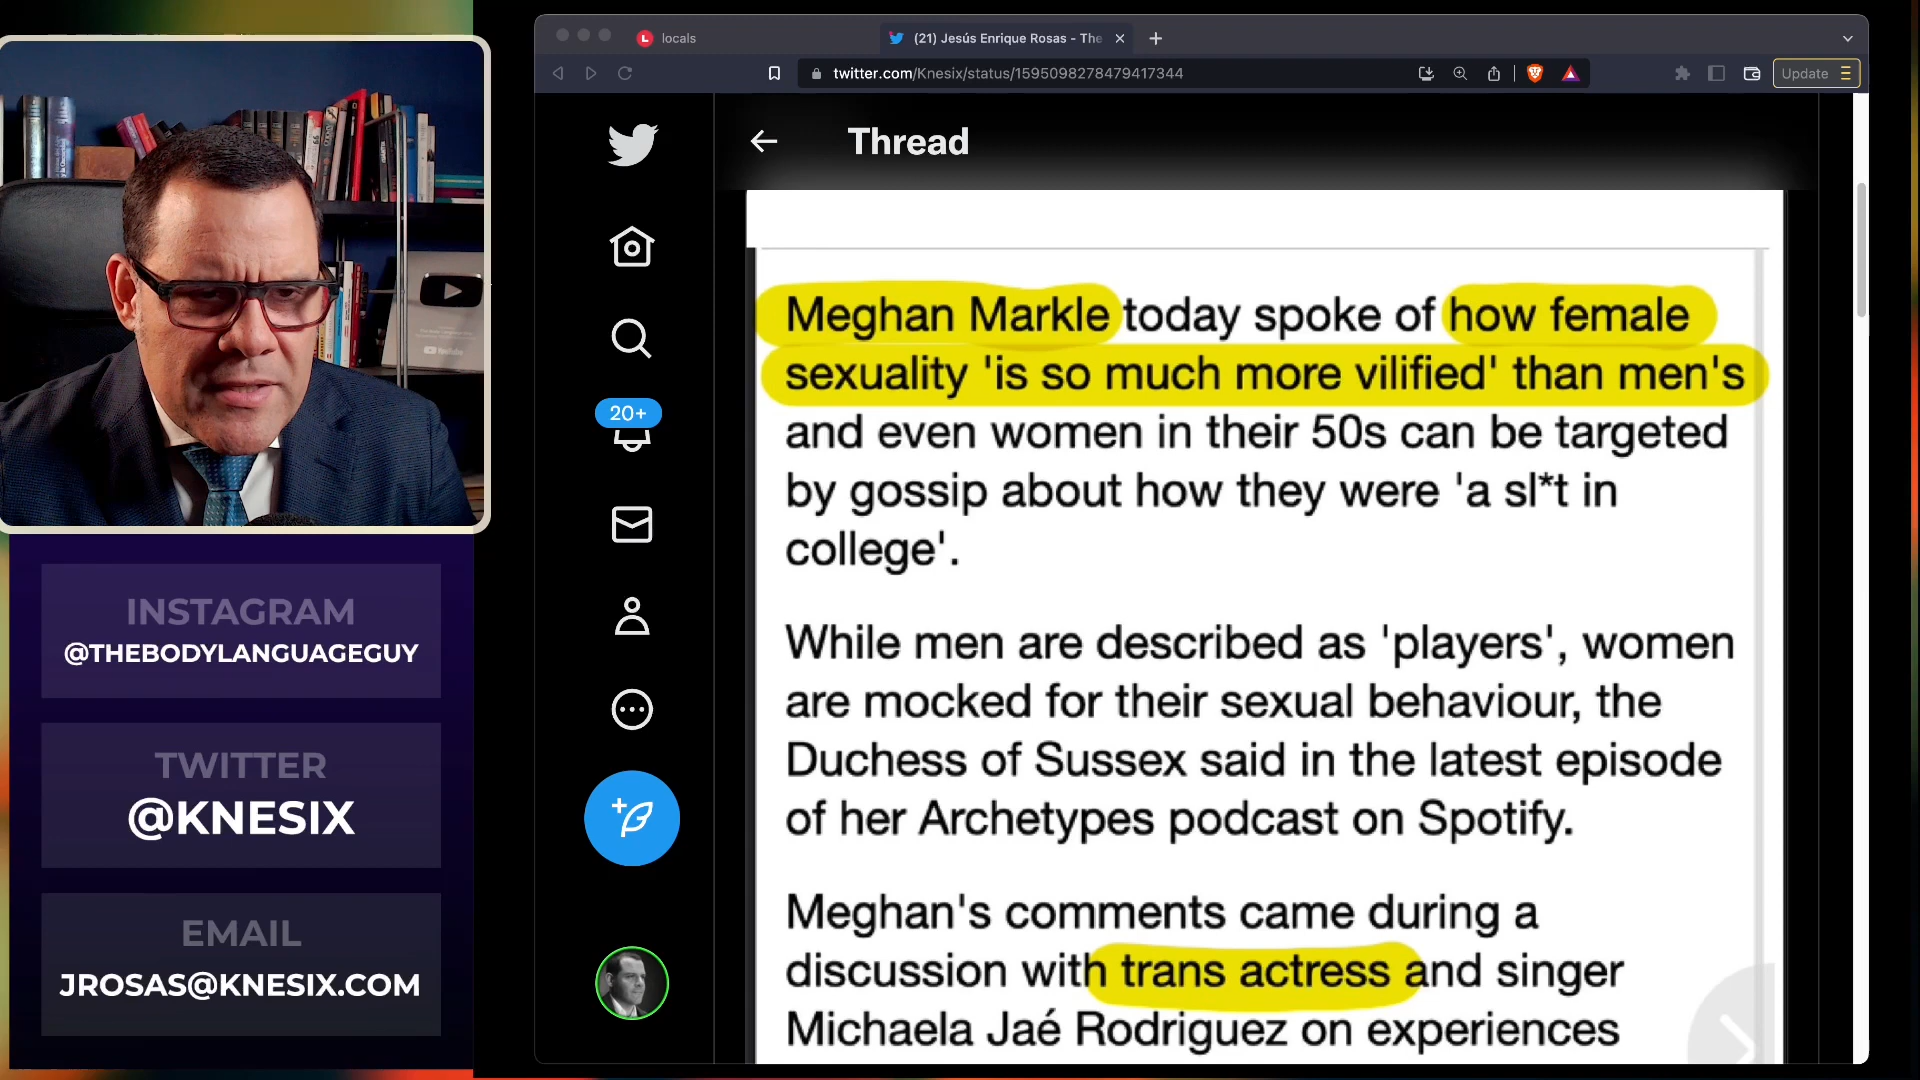 locals
(21) Jesús Enrique Rosas - The
twitter.com/Knesix/status/1595098278479417344
Update
Thread
20+
Meghan Markle today spoke of how female
sexuality 'is so much more vilified' than men's
and even women in their 50s can be targeted
by gossip about how they were 'a sl*t in
college'.
While men are described as 'players', women
are mocked for their sexual behaviour, the
Duchess of Sussex said in the latest episode
of her Archetypes podcast on Spotify.
Meghan's comments came during a
discussion with trans actress and singer
Michaela Jaé Rodriguez on experiences
INSTAGRAM
@THEBODYLANGUAGEGUY
TWITTER
@KNESIX
EMAIL
JROSAS@KNESIX.COM
YouTube